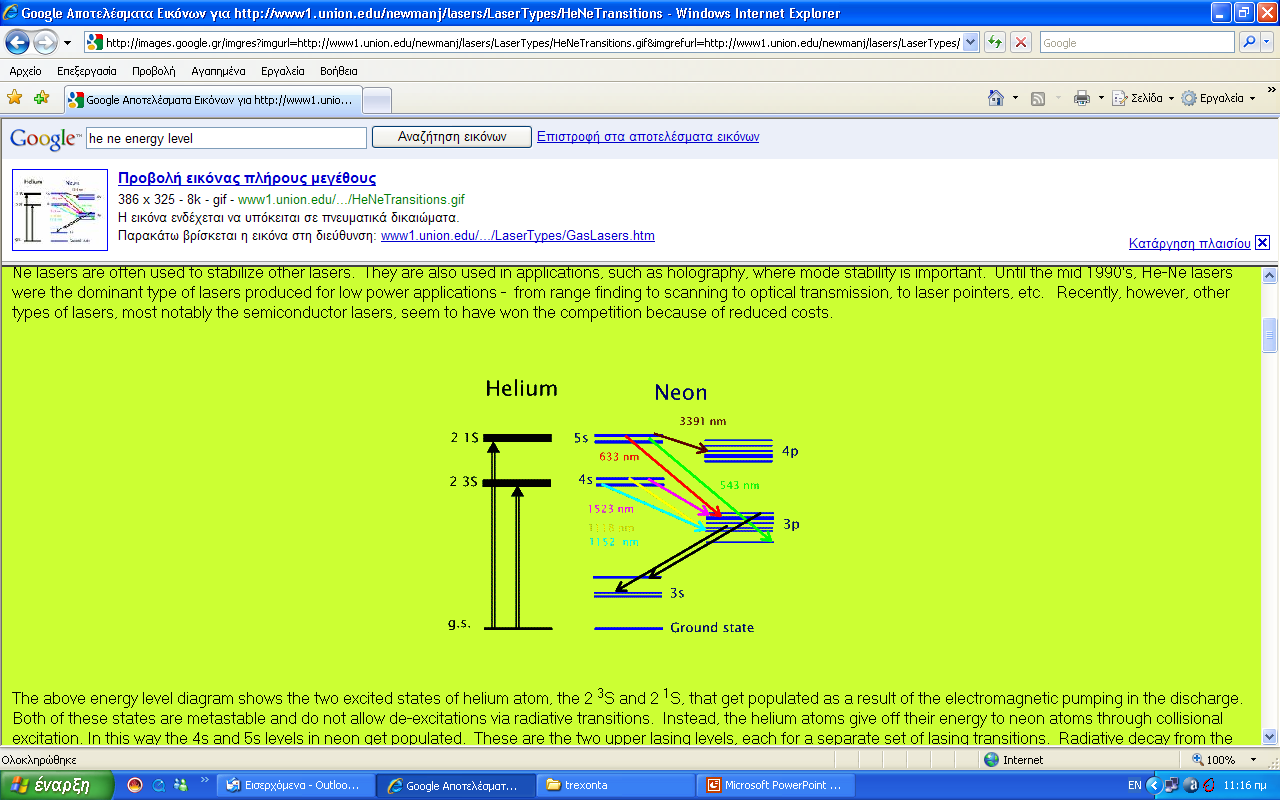 Google Αποτελέσματα Εικόνων για http://www1.union.edu/newmanj/lasers/LaserTypes/HeNeTransitions - Windows Internet Explorer
http://images.google.gr/imgres?imgurl=http://www1.union.edu/newmanj/lasers/LaserTypes/HeNeTransitions.gif&imgrefurl=http://www1.union.edu/newmanj/lasers/LaserTypes/
Google
Αρχείο Επεξεργασία Προβολή Αγαπημένα Εργαλεία Βοήθεια
Google Αποτελέσματα Εικόνων για http://www1.unio...
Σελίδα Εργαλεία
Google he ne energy level Αναζήτηση εικόνων Επιστροφή στα αποτελέσματα εικόνων
Helium Neon
Προβολή εικόνας πλήρους μεγέθους
386 x 325 - 8k - gif - www1.union.edu/.../HeNeTransitions.gif
Η εικόνα ενδέχεται να υπόκειται σε πνευματικά δικαιώματα.
Παρακάτω βρίσκεται η εικόνα στη διεύθυνση: www1.union.edu/.../LaserTypes/GasLasers.htm
Κατάργηση πλαισίου
Ne lasers are often used to stabilize other lasers. They are also used in applications, such as holography, where mode stability is important. Until the mid 1990's, He-Ne lasers
were the dominant type of lasers produced for low power applications - from range finding to scanning to optical transmission, to laser pointers, etc. Recently, however, other
types of lasers, most notably the semiconductor lasers, seem to have won the competition because of reduced costs.
Helium Neon
3391 nm
2 1S 5s
4p
633 nm
2 3S 4s
543 nm
1523 nm
3p
1152 nm
3s
g.s. Ground state
The above energy level diagram shows the two excited states of helium atom, the 2 ³S and 2 ¹S, that get populated as a result of the electromagnetic pumping in the discharge.
Both of these states are metastable and do not allow de-excitations via radiative transitions. Instead, the helium atoms give off their energy to neon atoms through collisional
excitation. In this way the 4s and 5s levels in neon get populated. These are the two upper lasing levels, each for a separate set of lasing transitions. Radiative decay from the
Ολοκληρώθηκε Internet 100%
έναρξη Εισερχόμενα - Outloo... Google Αποτελέσματ... trexonta Microsoft PowerPoint ... EN 11:16 πμ